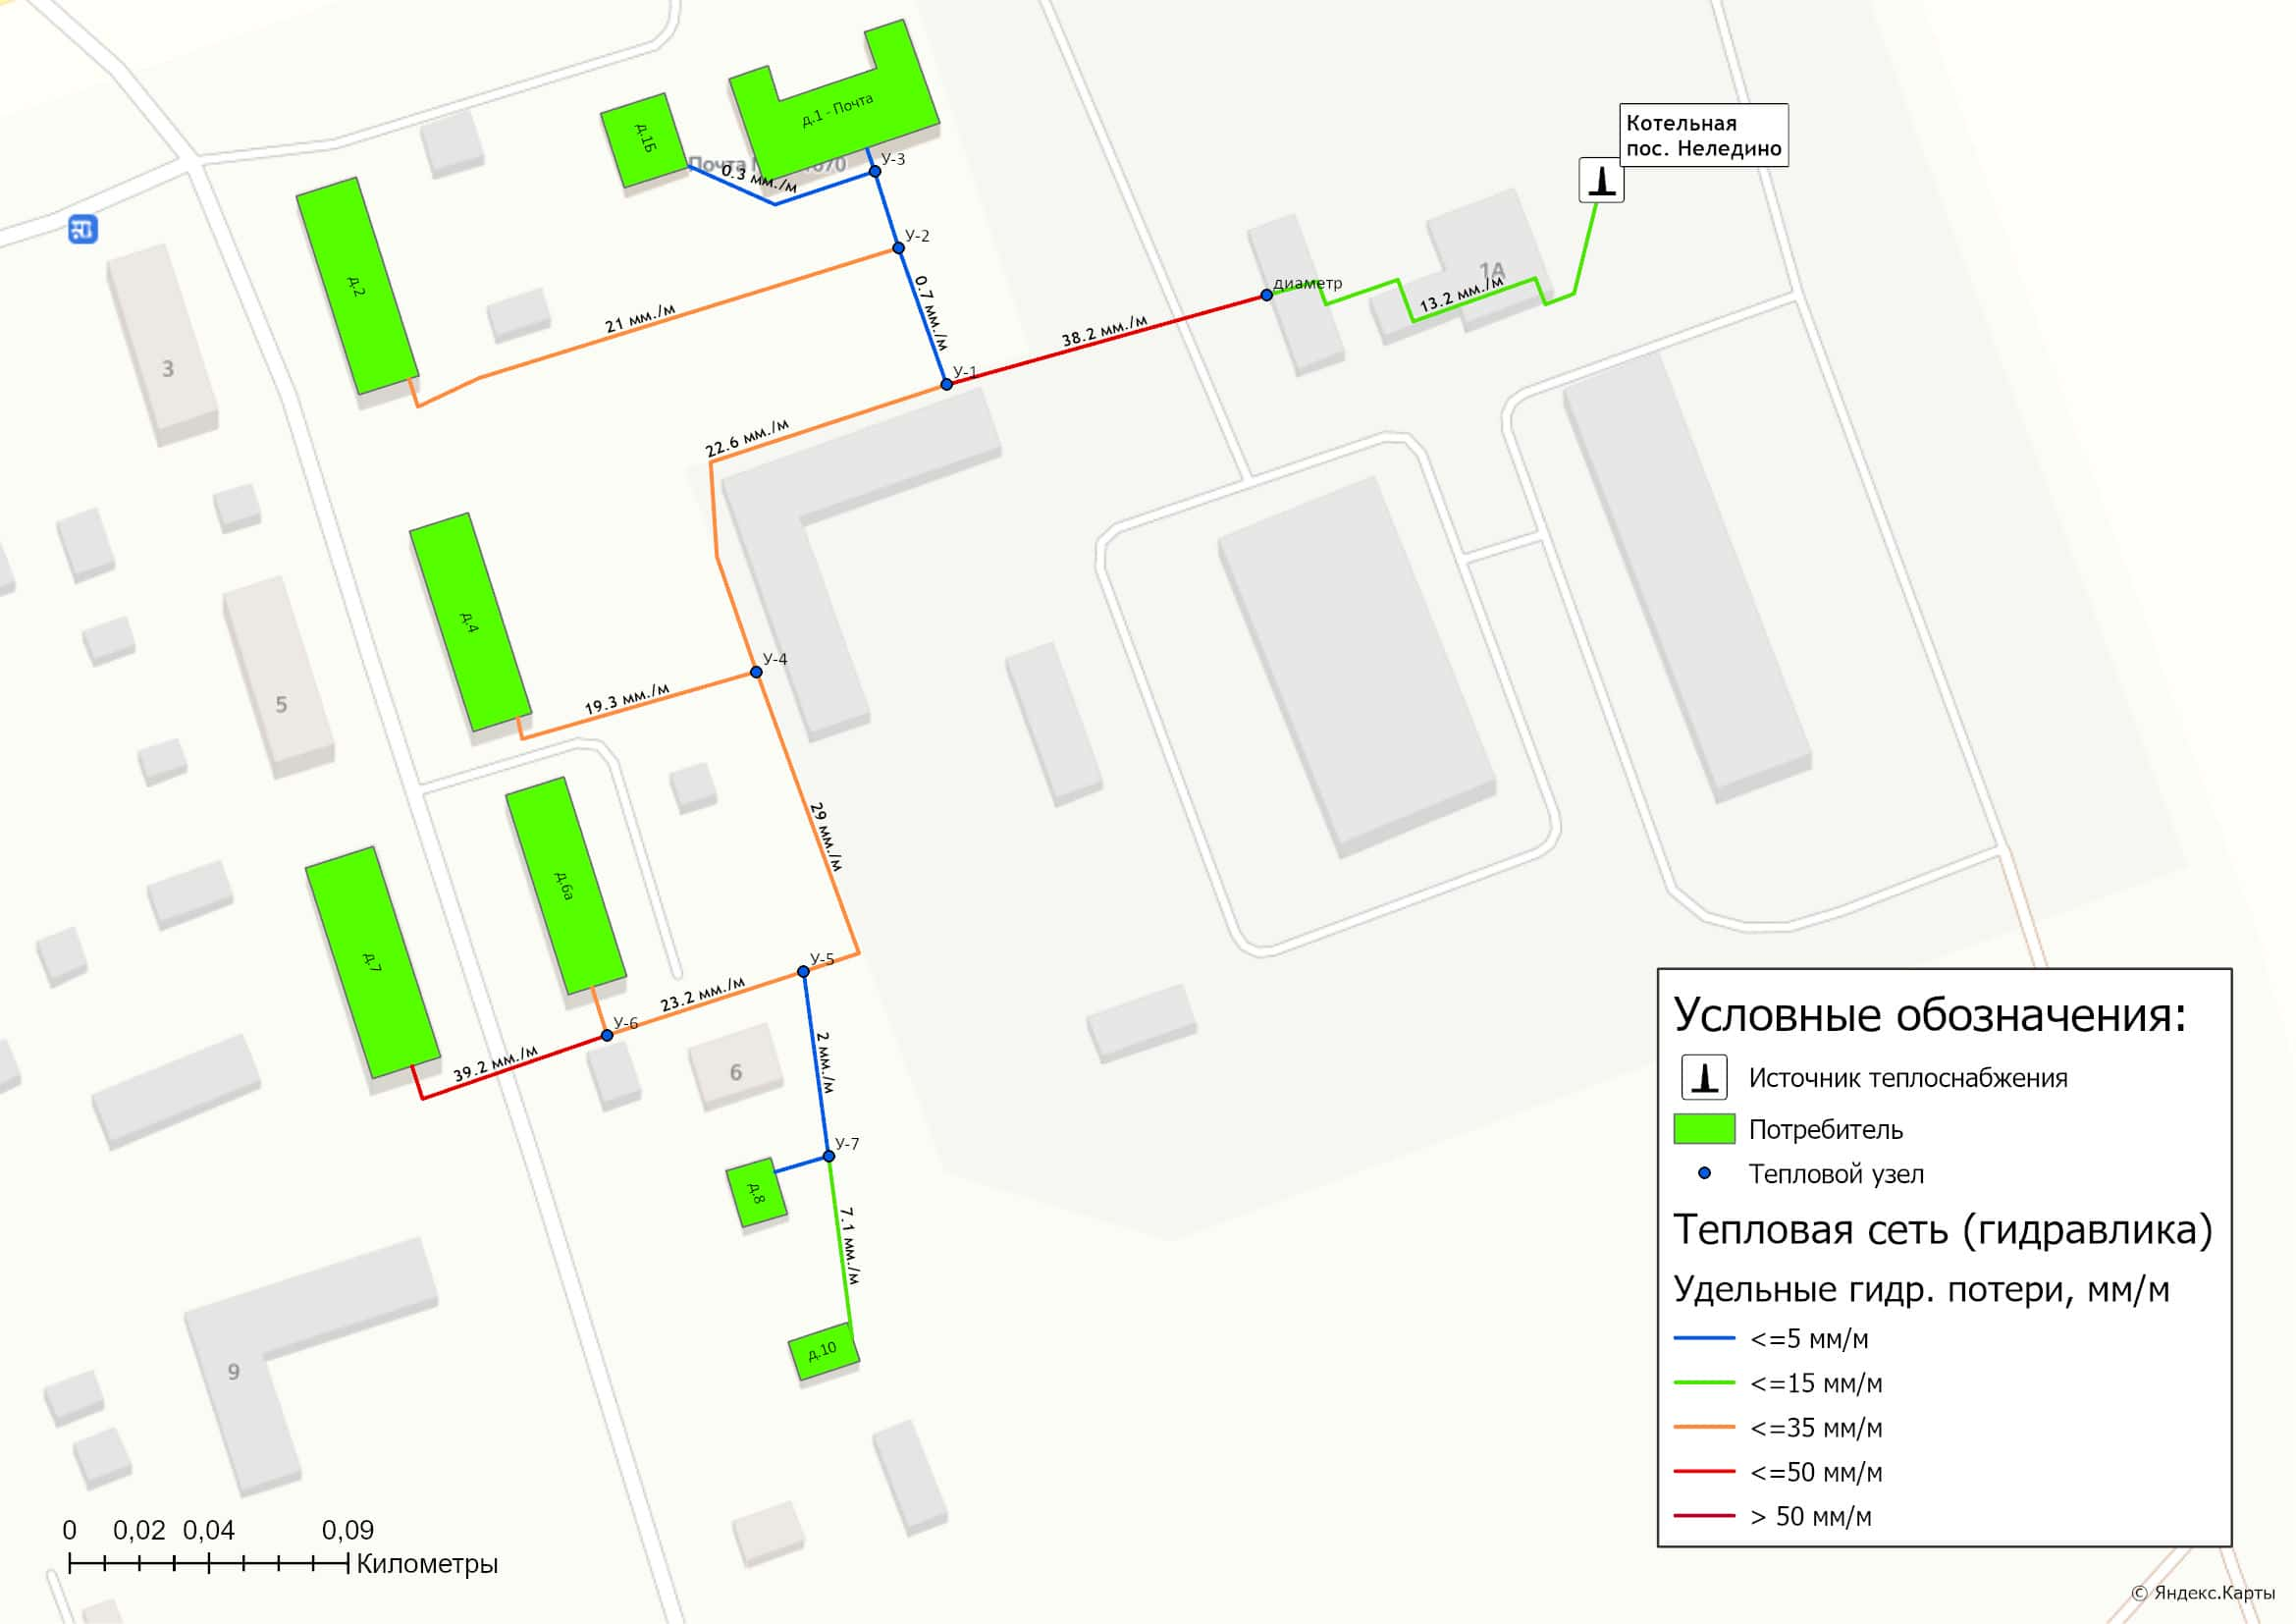 д.1 - Почта
д.1Б
Почта
0.3 мм./м
У-3
Котельная
пос. Неледино
У-2
д.2
0.7 мм./м
1А
диаметр
13.2 мм./м
21 мм./м
38.2 мм./м
3
У-1
22.6 мм./м
д.4
У-4
19.3 мм./м
5
29 мм./м
д.6а
д.7
У-5
23.2 мм./м
У-6
39.2 мм./м
6
2 мм./м
У-7
д.8
7.1 мм./м
д.10
9
Условные обозначения:
Источник теплоснабжения
Потребитель
Тепловой узел
Тепловая сеть (гидравлика)
Удельные гидр. потери, мм/м
<=5 мм/м
<=15 мм/м
<=35 мм/м
<=50 мм/м
> 50 мм/м
0 0,02 0,04 0,09
Километры
© Яндекс.Карты